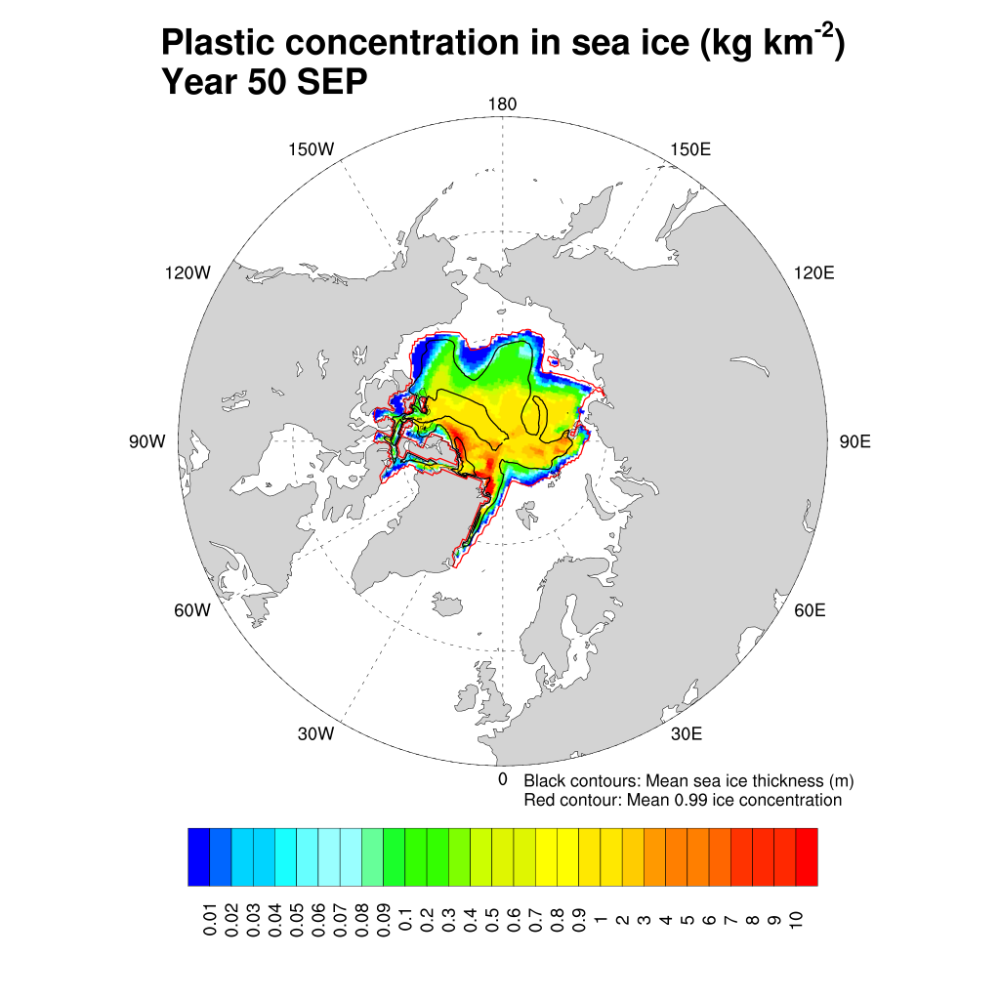 Plastic concentration in sea ice (kg km-2)
Year 50 SEP
180
150W 150E
120W 120E
90W 90E
60W 60E
30W 30E
0
Black contours: Mean sea ice thickness (m)
Red contour: Mean 0.99 ice concentration
0.01 0.02 0.03 0.04 0.05 0.06 0.07 0.08 0.09 0.1 0.2 0.3 0.4 0.5 0.6 0.7 0.8 0.9 1 2 3 4 5 6 7 8 9 10